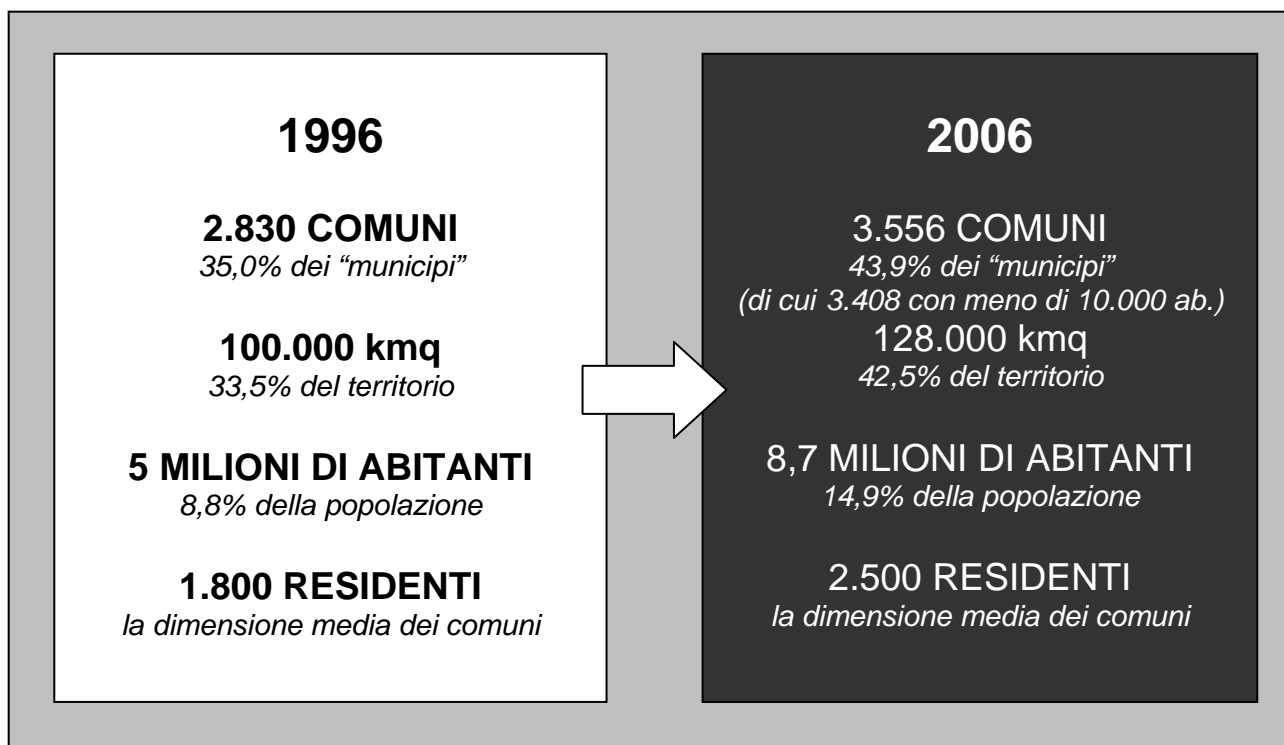 1996
2.830 COMUNI
35,0% dei “municipi”
100.000 kmq
33,5% del territorio
5 MILIONI DI ABITANTI
8,8% della popolazione
1.800 RESIDENTI
la dimensione media dei comuni
2006
3.556 COMUNI
43,9% dei “municipi”
(di cui 3.408 con meno di 10.000 ab.)
128.000 kmq
42,5% del territorio
8,7 MILIONI DI ABITANTI
14,9% della popolazione
2.500 RESIDENTI
la dimensione media dei comuni